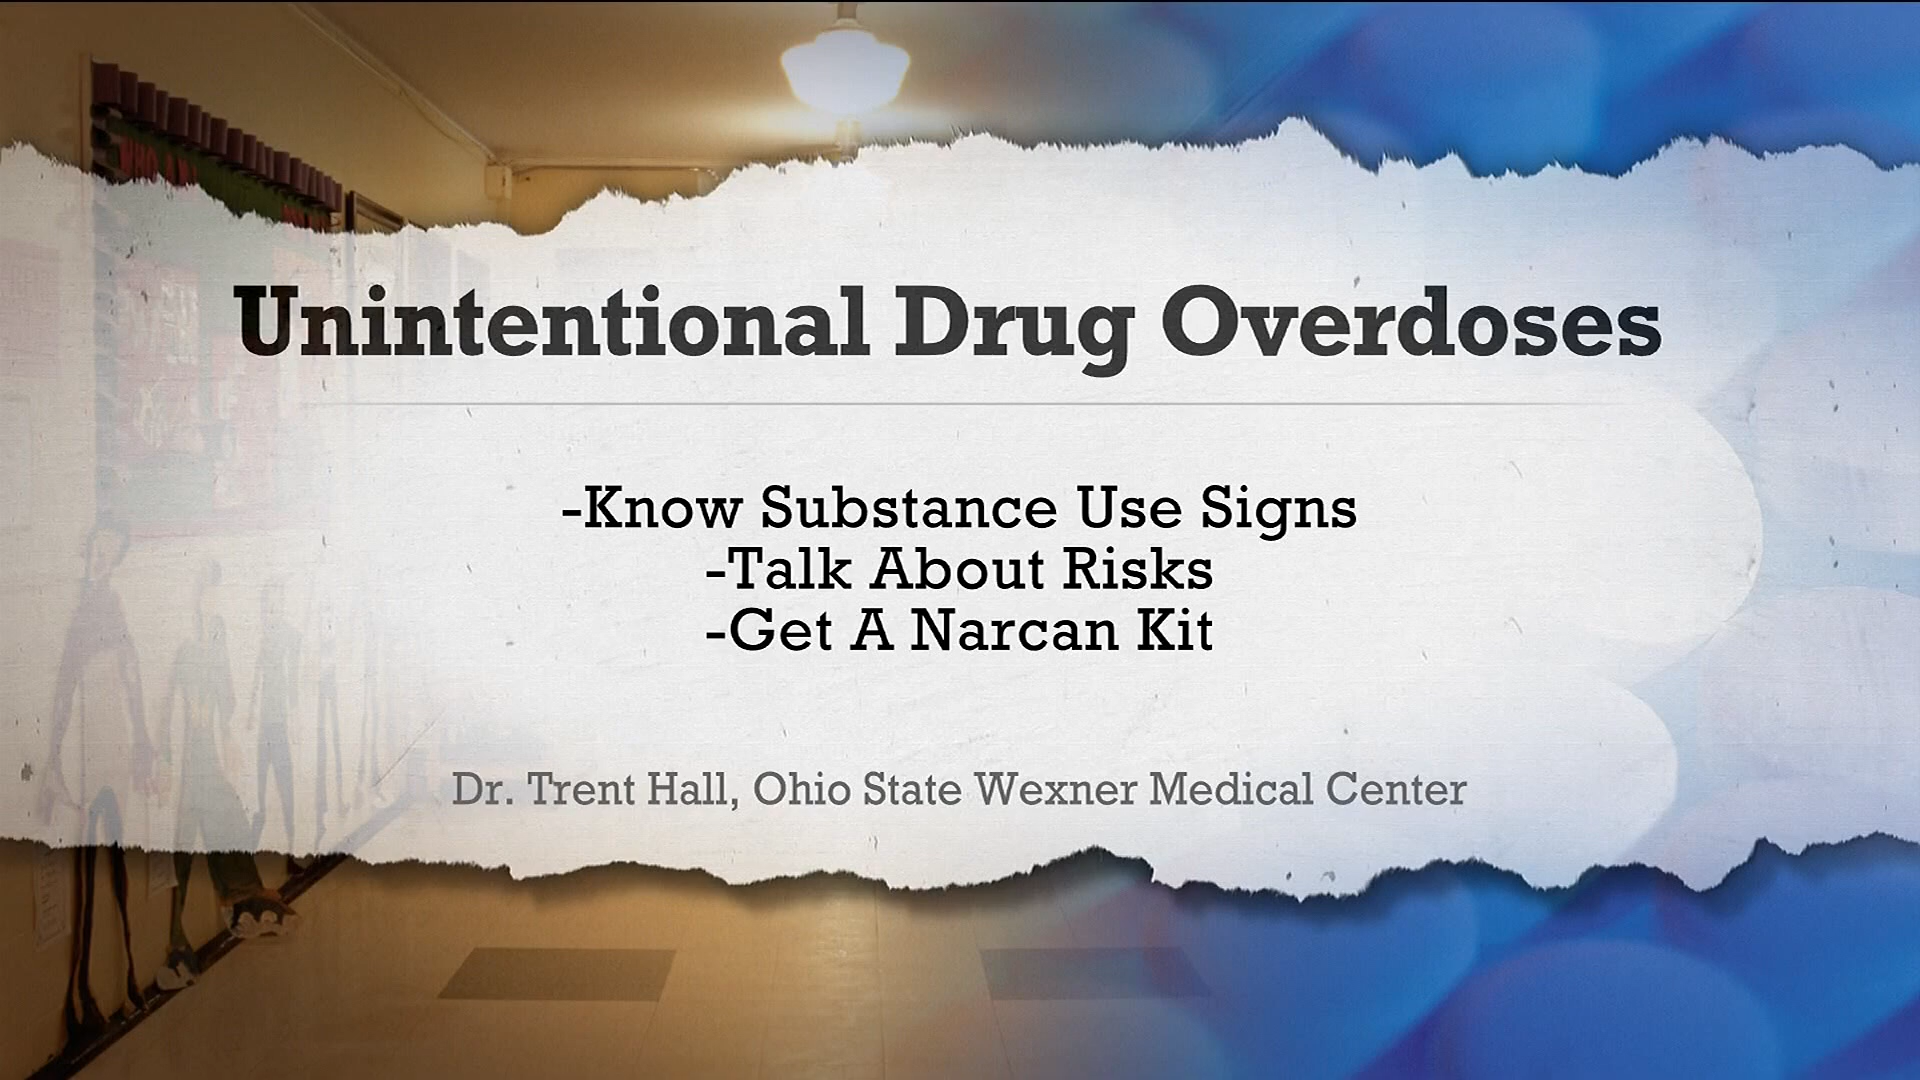 Unintentional Drug Overdoses
-Know Substance Use Signs
-Talk About Risks
-Get A Narcan Kit
Dr. Trent Hall, Ohio State Wexner Medical Center